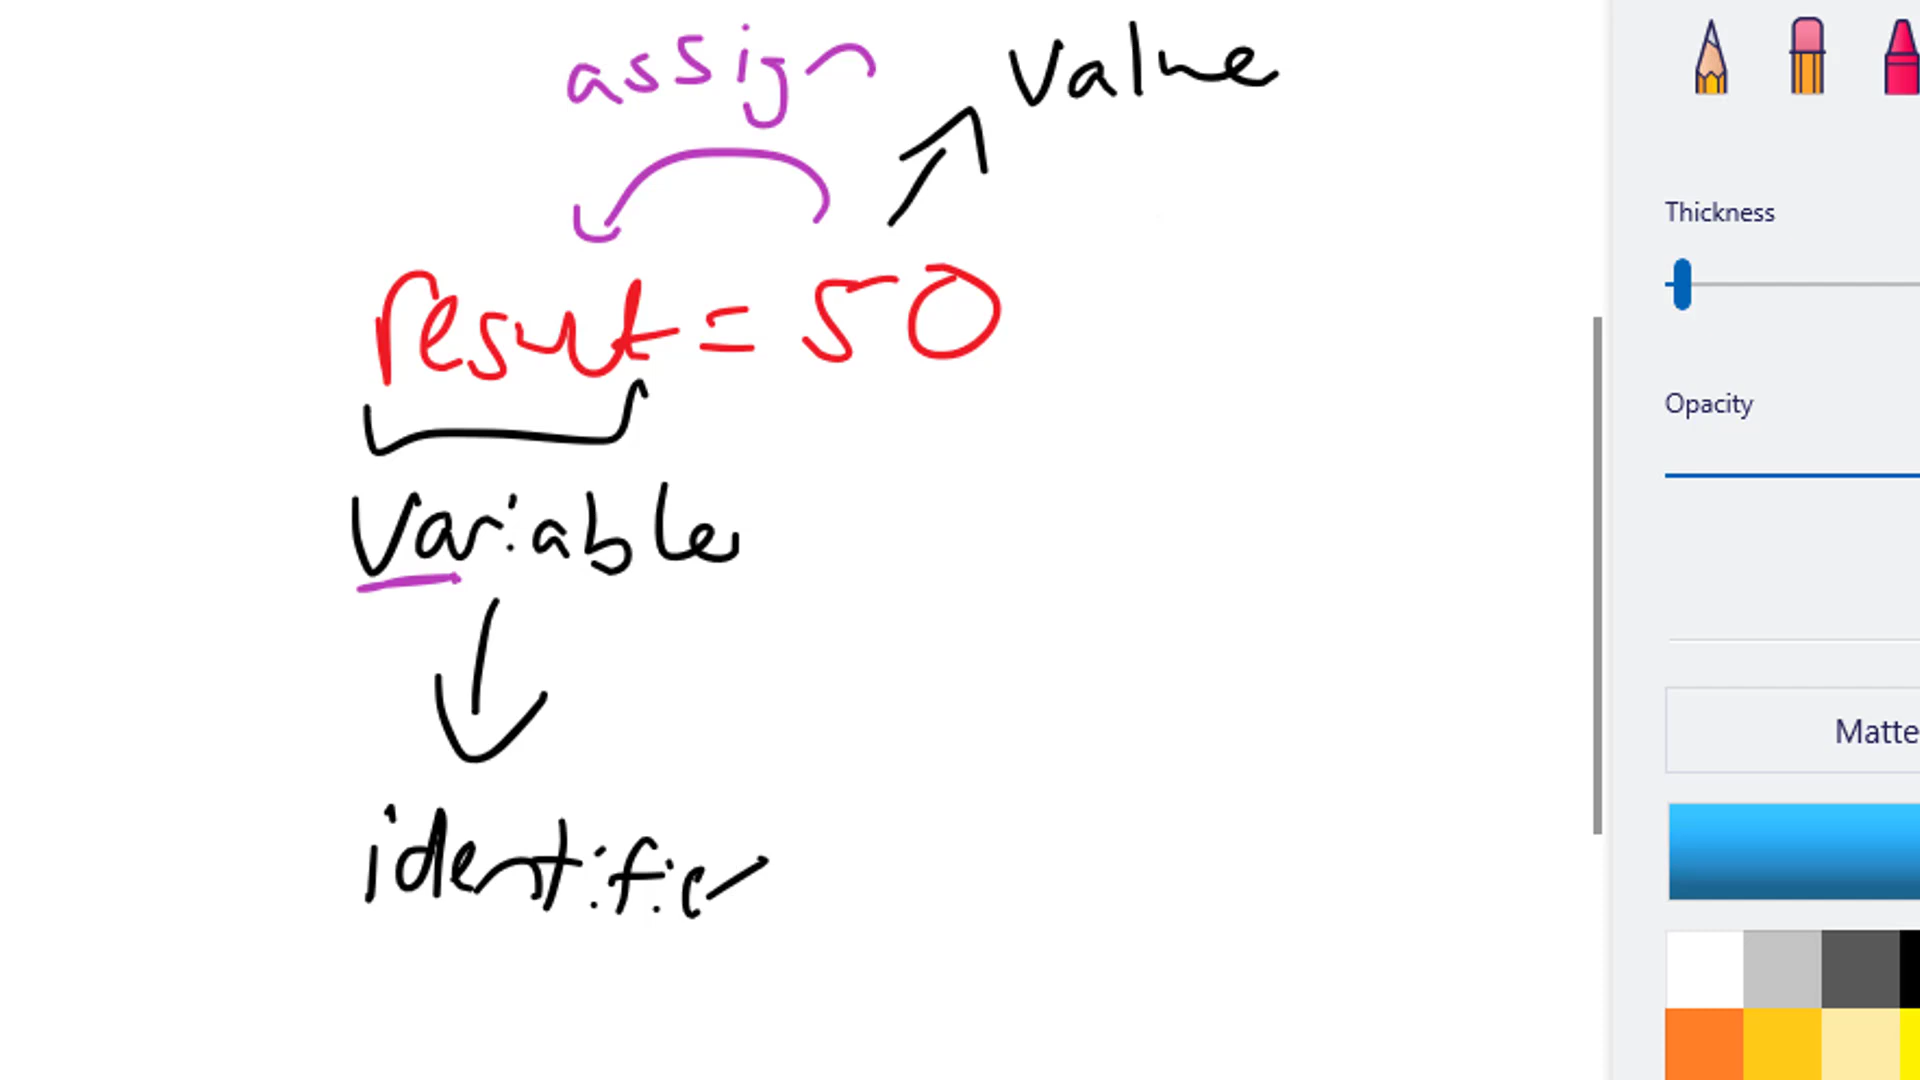 assign value
result = 50
variable
identifier
Thickness
Opacity
Matte